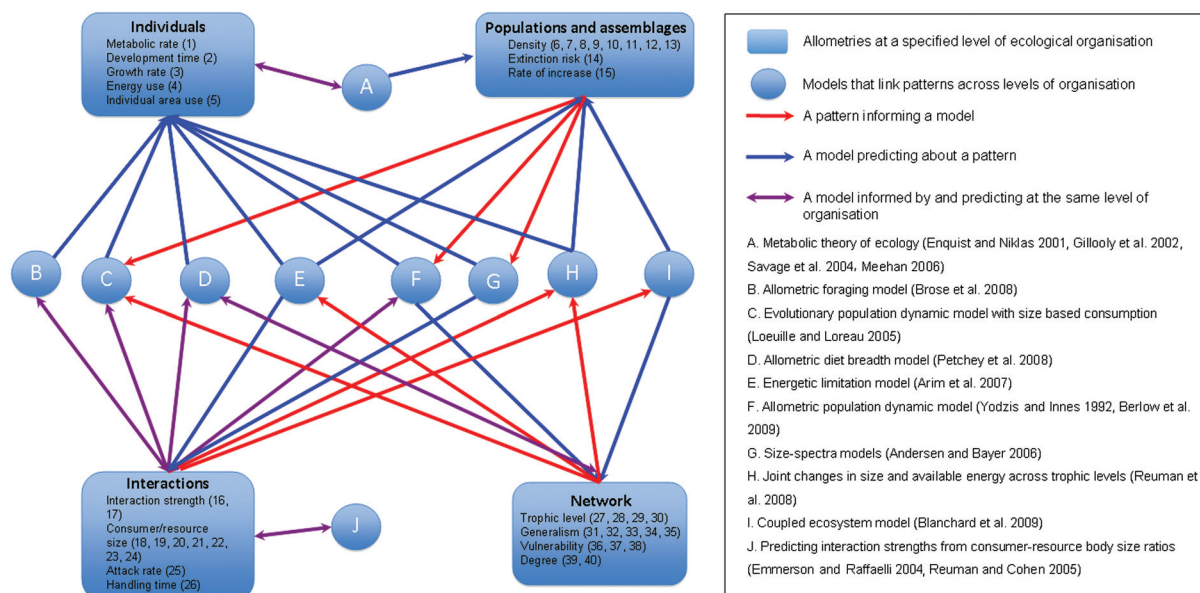 Individuals
Metabolic rate (1)
Development time (2)
Growth rate (3)
Energy use (4)
Individual area use (5)
Populations and assemblages
Density (6, 7, 8, 9, 10, 11, 12, 13)
Extinction risk (14)
Rate of increase (15)
A
B
C
D
E
F
G
H
I
Interactions
Interaction strength (16,
17)
Consumer/resource
size (18, 19, 20, 21, 22,
23, 24)
Attack rate (25)
Handling time (26)
J
Network
Trophic level (27, 28, 29, 30)
Generalism (31, 32, 33, 34, 35)
Vulnerability (36, 37, 38)
Degree (39, 40)
Allometries at a specified level of ecological organisation
Models that link patterns across levels of organisation
A pattern informing a model
A model predicting about a pattern
A model informed by and predicting at the same level of
organisation
A. Metabolic theory of ecology (Enquist and Niklas 2001, Gillooly et al. 2002,
Savage et al. 2004, Meehan 2006)
B. Allometric foraging model (Brose et al. 2008)
C. Evolutionary population dynamic model with size based consumption
(Loeuille and Loreau 2005)
D. Allometric diet breadth model (Petchey et al. 2008)
E. Energetic limitation model (Arim et al. 2007)
F. Allometric population dynamic model (Yodzis and Innes 1992, Berlow et al.
2009)
G. Size-spectra models (Andersen and Bayer 2006)
H. Joint changes in size and available energy across trophic levels (Reuman
et al. 2008)
I. Coupled ecosystem model (Blanchard et al. 2009)
J. Predicting interaction strengths from consumer-resource body size ratios
(Emmerson and Raffaelli 2004, Reuman and Cohen 2005)